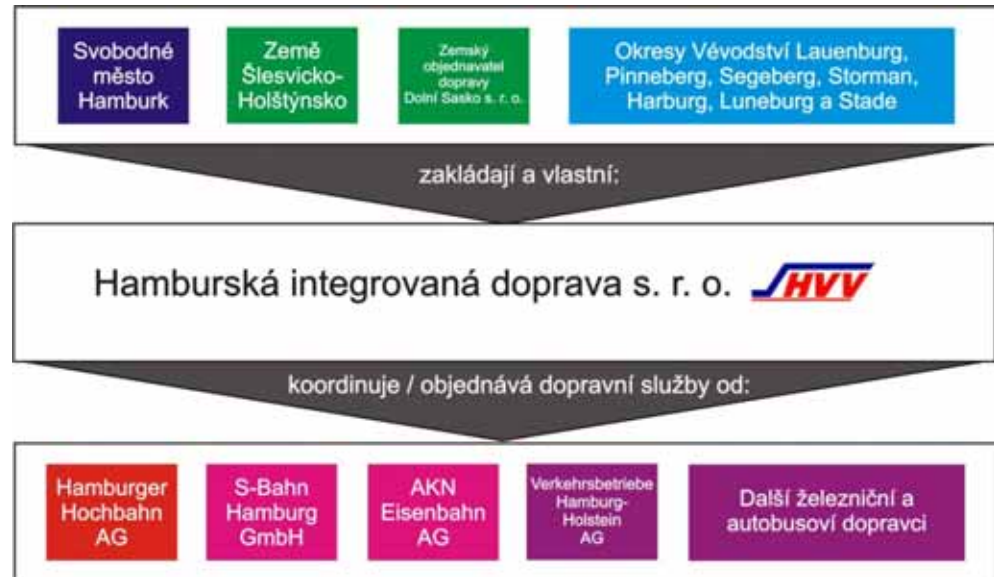 Svobodné
město
Hamburk
Země
Šlesvicko-
Holštýnsko
Zemský
objednavatel
dopravy
Dolní Sasko s. r. o.
Okresy Vévodství Lauenburg,
Pinneberg, Segeberg, Storman,
Harburg, Luneburg a Stade
zakládají a vlastní:
Hamburská integrovaná doprava s. r. o. HVV
koordinuje / objednává dopravní služby od:
Hamburger
Hochbahn
AG
S-Bahn
Hamburg
GmbH
AKN
Eisenbahn
AG
Verkehrsbetriebe
Hamburg-
Holstein
AG
Další železniční a
autobusoví dopravci